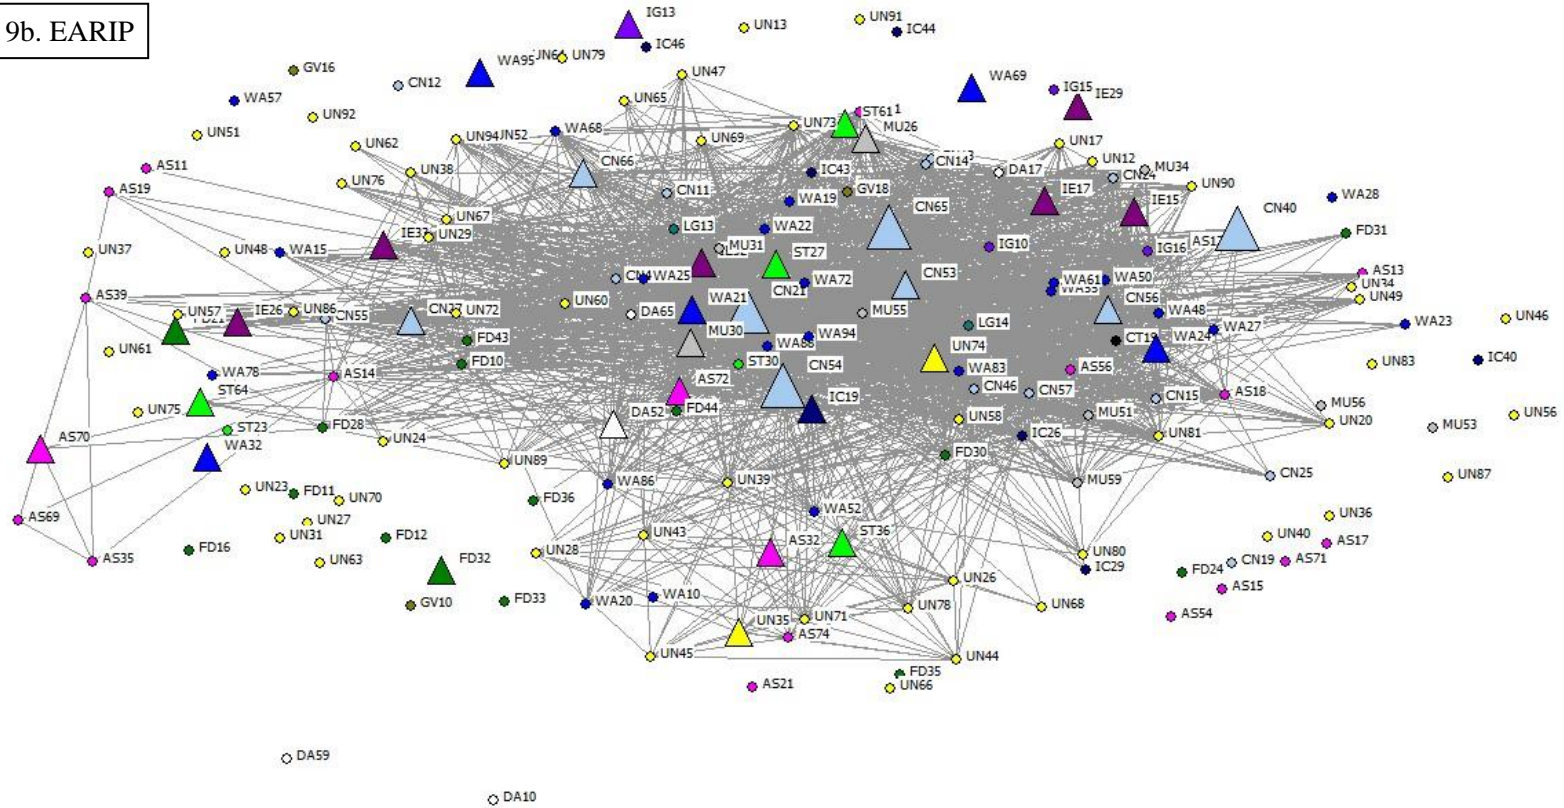 9b. EARIP
IG13
UN13
UN91
IC44
IC46
WA95
UN79
GV16
CN12
WA57
UN47
WA69
IG15
IE29
UN92
UN65
ST61
UN51
UN62
UN94
WA68
UN69
UN73
MU26
UN17
AS11
UN38
CN66
IC43
CN14
DA17
UN12
MU34
AS19
UN76
CN11
WA19
GV18
CN65
IE17
IE15
UN90
WA28
UN67
LG13
WA22
CN40
FD31
UN37
UN48
WA15
UN29
MU31
ST27
IG10
IG16
AS13
WA25
WA72
CN53
WA61
WA50
UN34
AS39
UN60
WA21
CN21
CN56
UN49
UN57
IE26
UN86
CN55
UN72
DA65
MU55
WA48
UN46
FD43
MU30
WA94
LG14
WA27
WA23
UN61
FD10
WA88
UN74
CT19
WA24
UN83
IC40
WA78
AS14
ST30
CN54
WA83
AS56
ST64
AS72
CN46
CN57
CN15
AS18
UN75
FD44
IC19
MU51
MU56
UN56
ST23
FD28
DA52
UN58
UN20
MU53
AS70
WA32
UN24
IC26
UN81
UN89
FD30
UN23
FD11
UN70
WA86
UN39
MU59
CN25
UN87
AS69
UN27
FD36
WA52
UN36
UN31
FD12
UN43
AS32
ST36
UN40
AS17
FD16
AS35
UN63
UN28
UN80
IC29
CN19
AS71
FD32
UN26
FD24
AS15
GV10
FD33
WA20
WA10
UN78
UN68
AS54
UN35
UN71
AS74
UN45
UN44
AS21
FD35
UN66
DA59
DA10